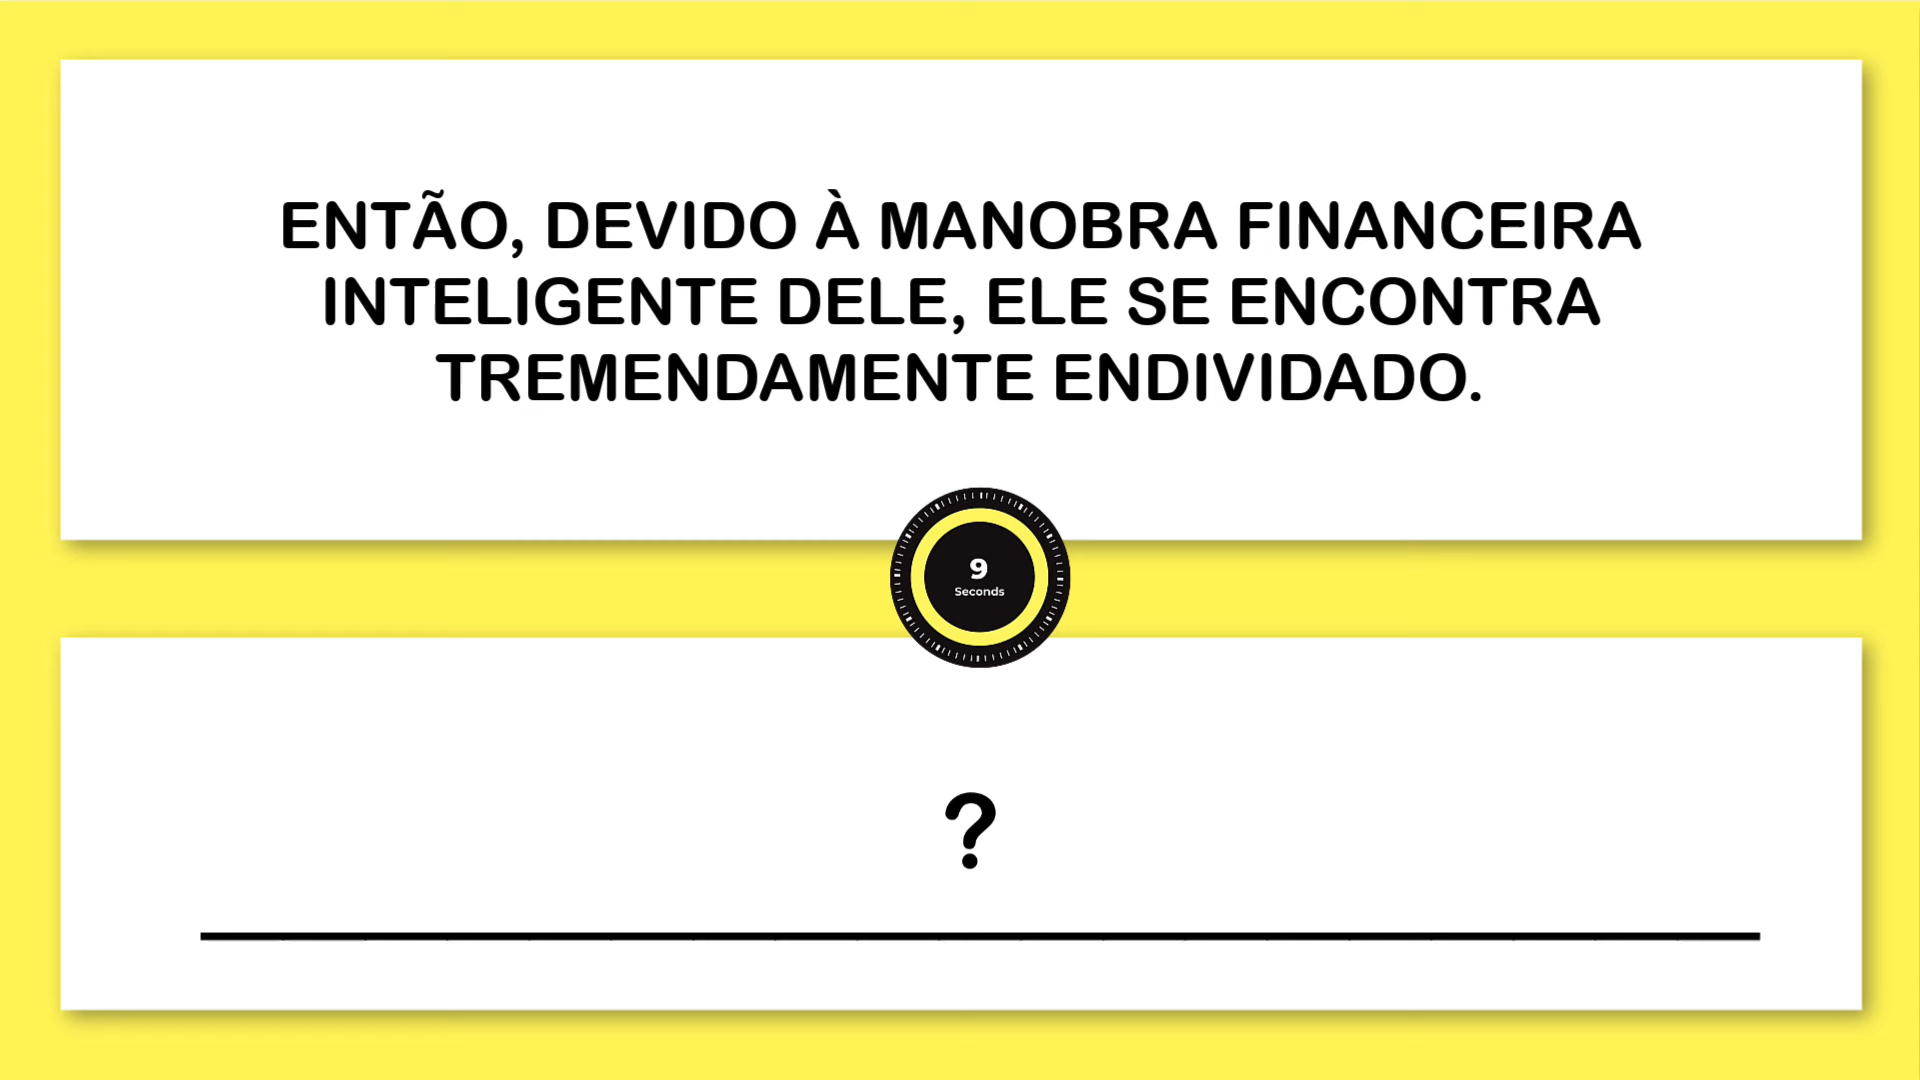 ENTÃO, DEVIDO À MANOBRA FINANCEIRA
INTELIGENTE DELE, ELE SE ENCONTRA
TREMENDAMENTE ENDIVIDADO.
9
Seconds
?